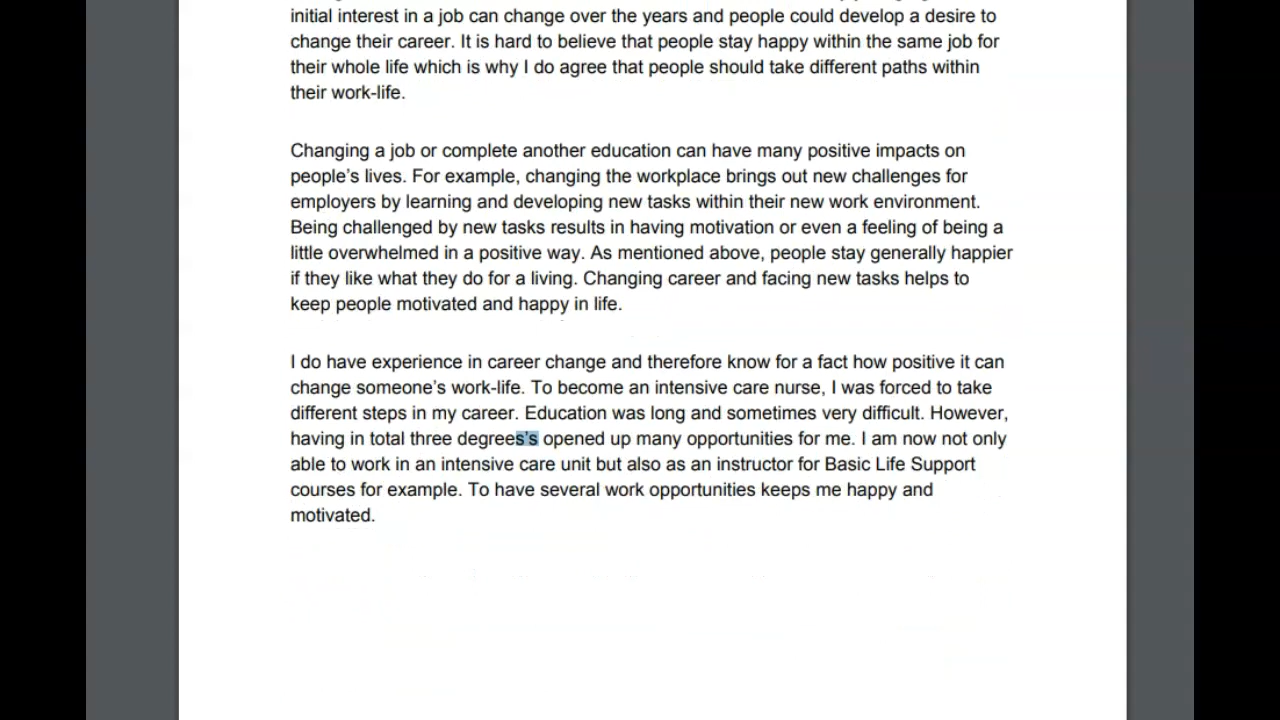 initial interest in a job can change over the years and people could develop a desire to
change their career. It is hard to believe that people stay happy within the same job for
their whole life which is why I do agree that people should take different paths within
their work-life.
Changing a job or complete another education can have many positive impacts on
people’s lives. For example, changing the workplace brings out new challenges for
employers by learning and developing new tasks within their new work environment.
Being challenged by new tasks results in having motivation or even a feeling of being a
little overwhelmed in a positive way. As mentioned above, people stay generally happier
if they like what they do for a living. Changing career and facing new tasks helps to
keep people motivated and happy in life.
I do have experience in career change and therefore know for a fact how positive it can
change someone’s work-life. To become an intensive care nurse, I was forced to take
different steps in my career. Education was long and sometimes very difficult. However,
having in total three degrees’s opened up many opportunities for me. I am now not only
able to work in an intensive care unit but also as an instructor for Basic Life Support
courses for example. To have several work opportunities keeps me happy and
motivated.